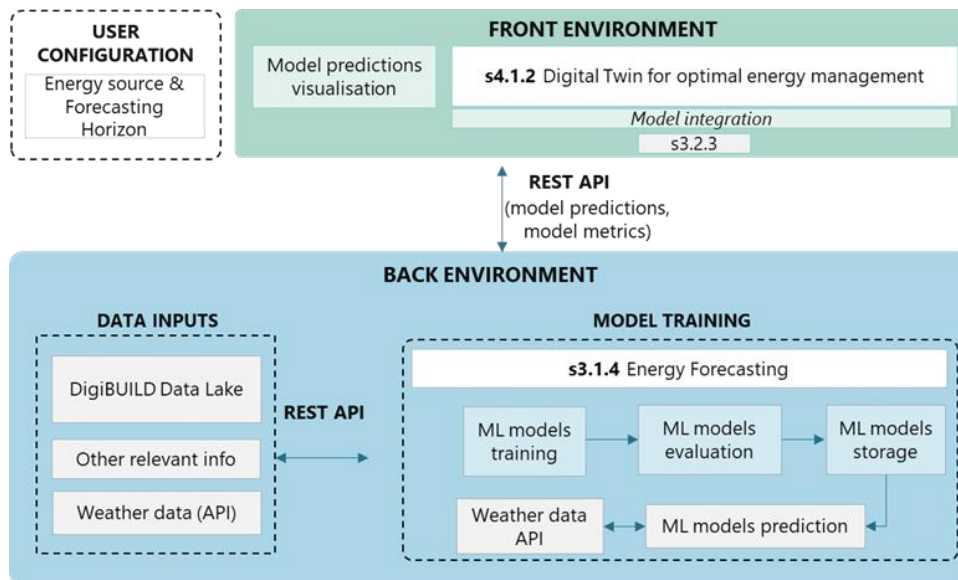 USER
CONFIGURATION
Energy source &
Forecasting
Horizon
FRONT ENVIRONMENT
Model predictions
visualisation
s4.1.2 Digital Twin for optimal energy management
Model integration
s3.2.3
REST API
(model predictions,
model metrics)
BACK ENVIRONMENT
DATA INPUTS
DigiBUILD Data Lake
Other relevant info
Weather data (API)
REST API
MODEL TRAINING
s3.1.4 Energy Forecasting
ML models
training
ML models
evaluation
ML models
storage
Weather data
API
ML models prediction